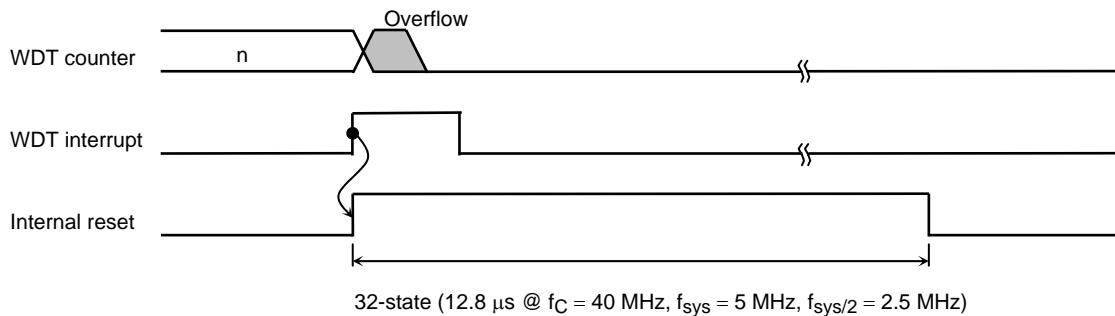 Overflow
WDT counter
n
WDT interrupt
Internal reset
32-state (12.8 μs @ fC = 40 MHz, fsys = 5 MHz, fsys/2 = 2.5 MHz)